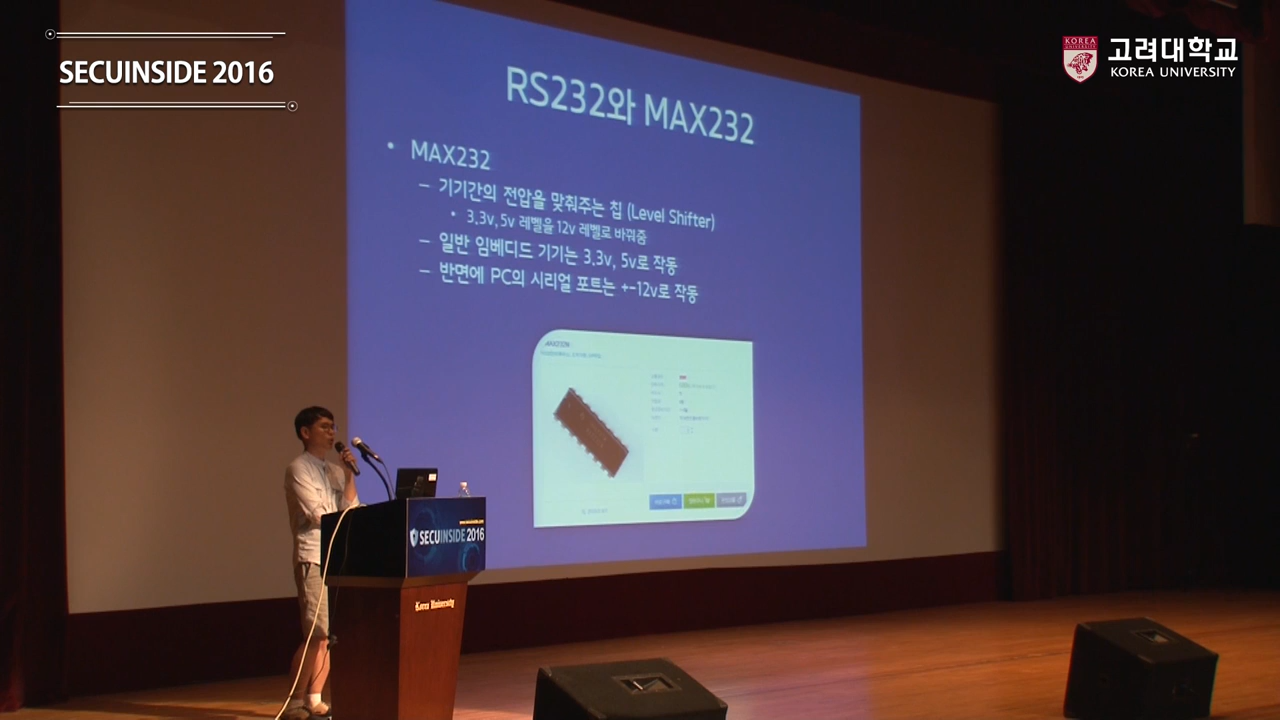 SECUINSIDE 2016
KOREA
고려대학교
KOREA UNIVERSITY
RS232와 MAX232
• MAX232
– 기기간의 전압을 맞춰주는 칩 (Level Shifter)
• 3.3v, 5v 레벨을 12v 레벨로 바꿔줌
– 일반 임베디드 기기는 3.3v, 5v로 작동
– 반면에 PC의 시리얼 포트는 +-12v로 작동
SECUINSIDE 2016
Korea University